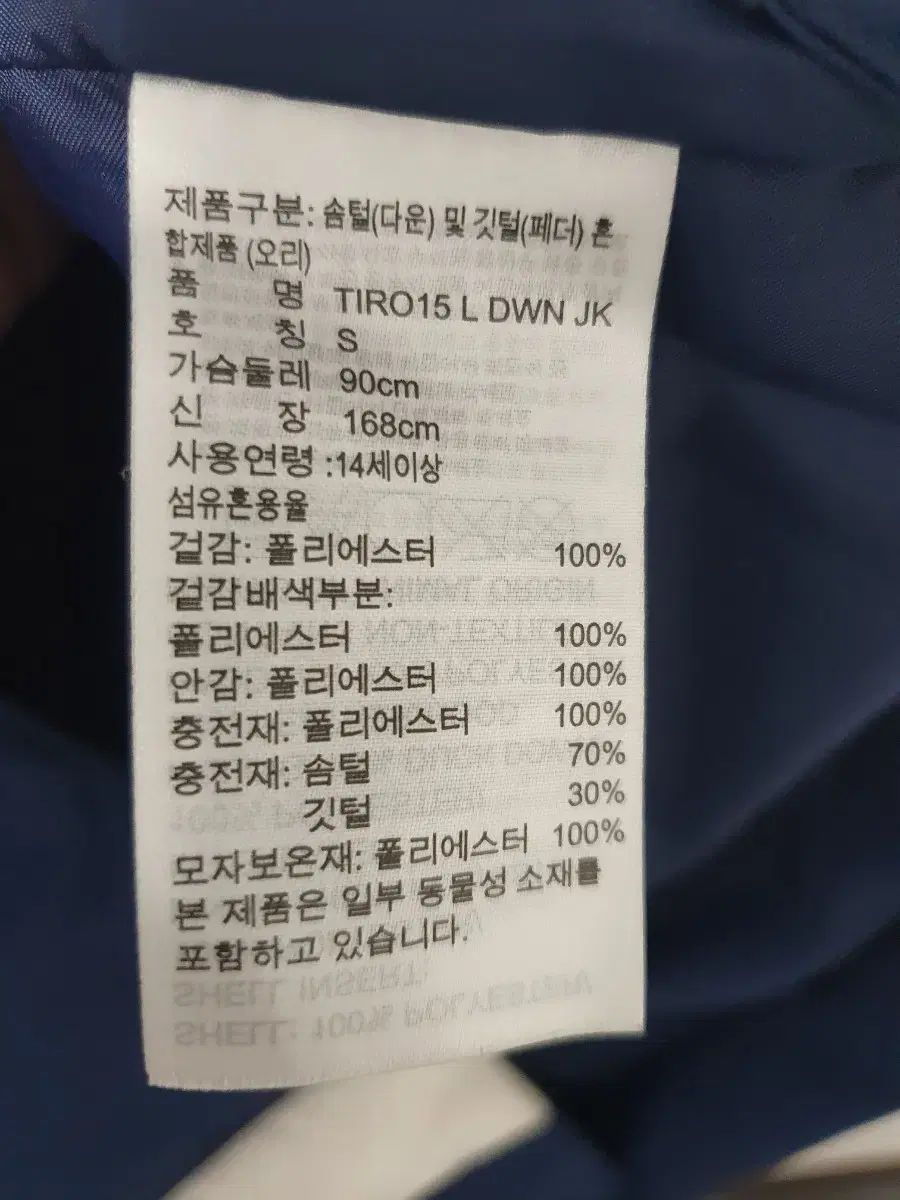 제품구분: 솜털(다운) 및 깃털(페더) 혼
합제품 (오리)
품 명 TIRO15 L DWN JK
호 칭 S
가슴둘레 90cm
신 장 168cm
사용연령 :14세이상
섬유혼용율
겉감: 폴리에스터 100%
겉감배색부분:
폴리에스터 100%
안감: 폴리에스터 100%
충전재: 폴리에스터 100%
충전재: 솜털 70%
깃털 30%
모자보온재: 폴리에스터 100%
본 제품은 일부 동물성 소재를
포함하고 있습니다.
SHELL INSERT:
SHELL: 100% POLYESTER/